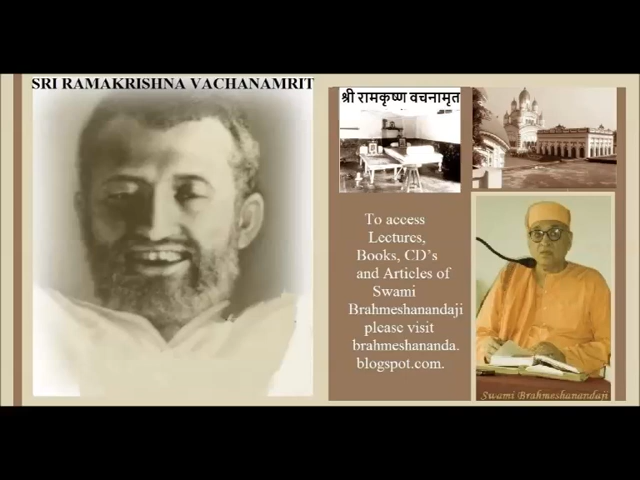 SRI RAMAKRISHNA VACHANAMRIT
श्री रामकृष्ण वचनामृत
To access
Lectures,
Books, CD's
and Articles of
Swami
Brahmeshanandaji
please visit
brahmeshananda.
blogspot.com.
Swami Brahmeshanandaji